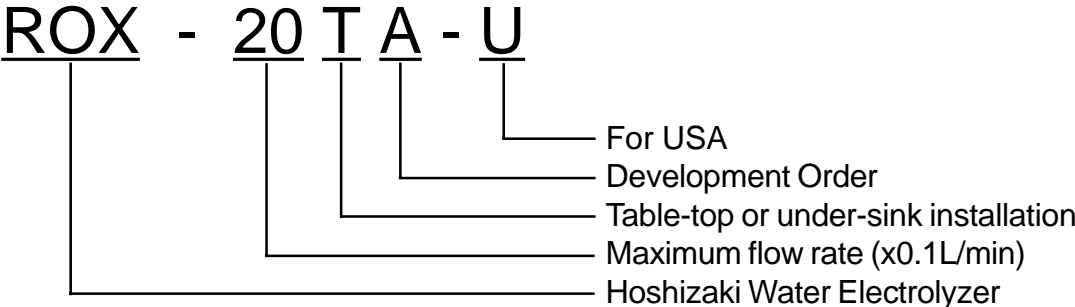 ROX - 20 T A - U
For USA
Development Order
Table-top or under-sink installation
Maximum flow rate (x0.1L/min)
Hoshizaki Water Electrolyzer